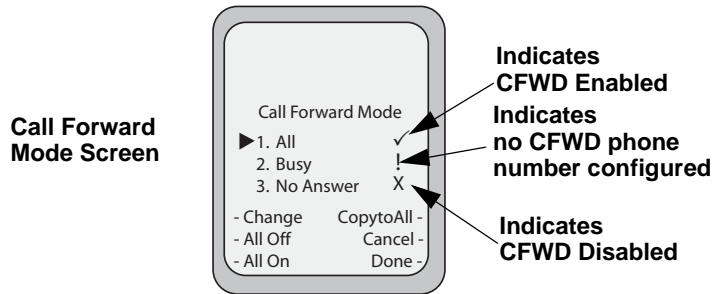 Call Forward
Mode Screen
Call Forward Mode
1. All ✓
2. Busy !
3. No Answer X
- Change CopytoAll -
- All Off Cancel -
- All On Done -
Indicates
CFWD Enabled
Indicates
no CFWD phone
number configured
Indicates
CFWD Disabled